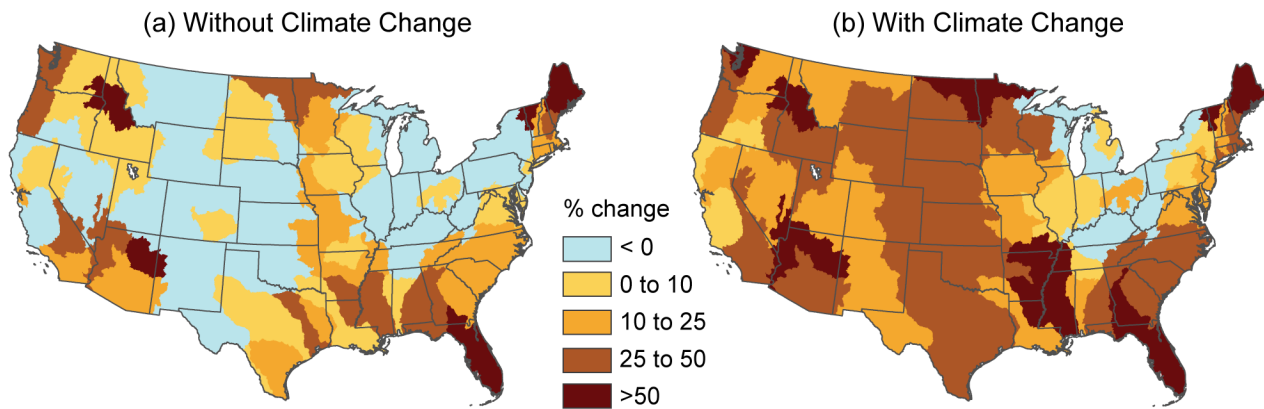 (a) Without Climate Change
(b) With Climate Change
% change
< 0
0 to 10
10 to 25
25 to 50
>50